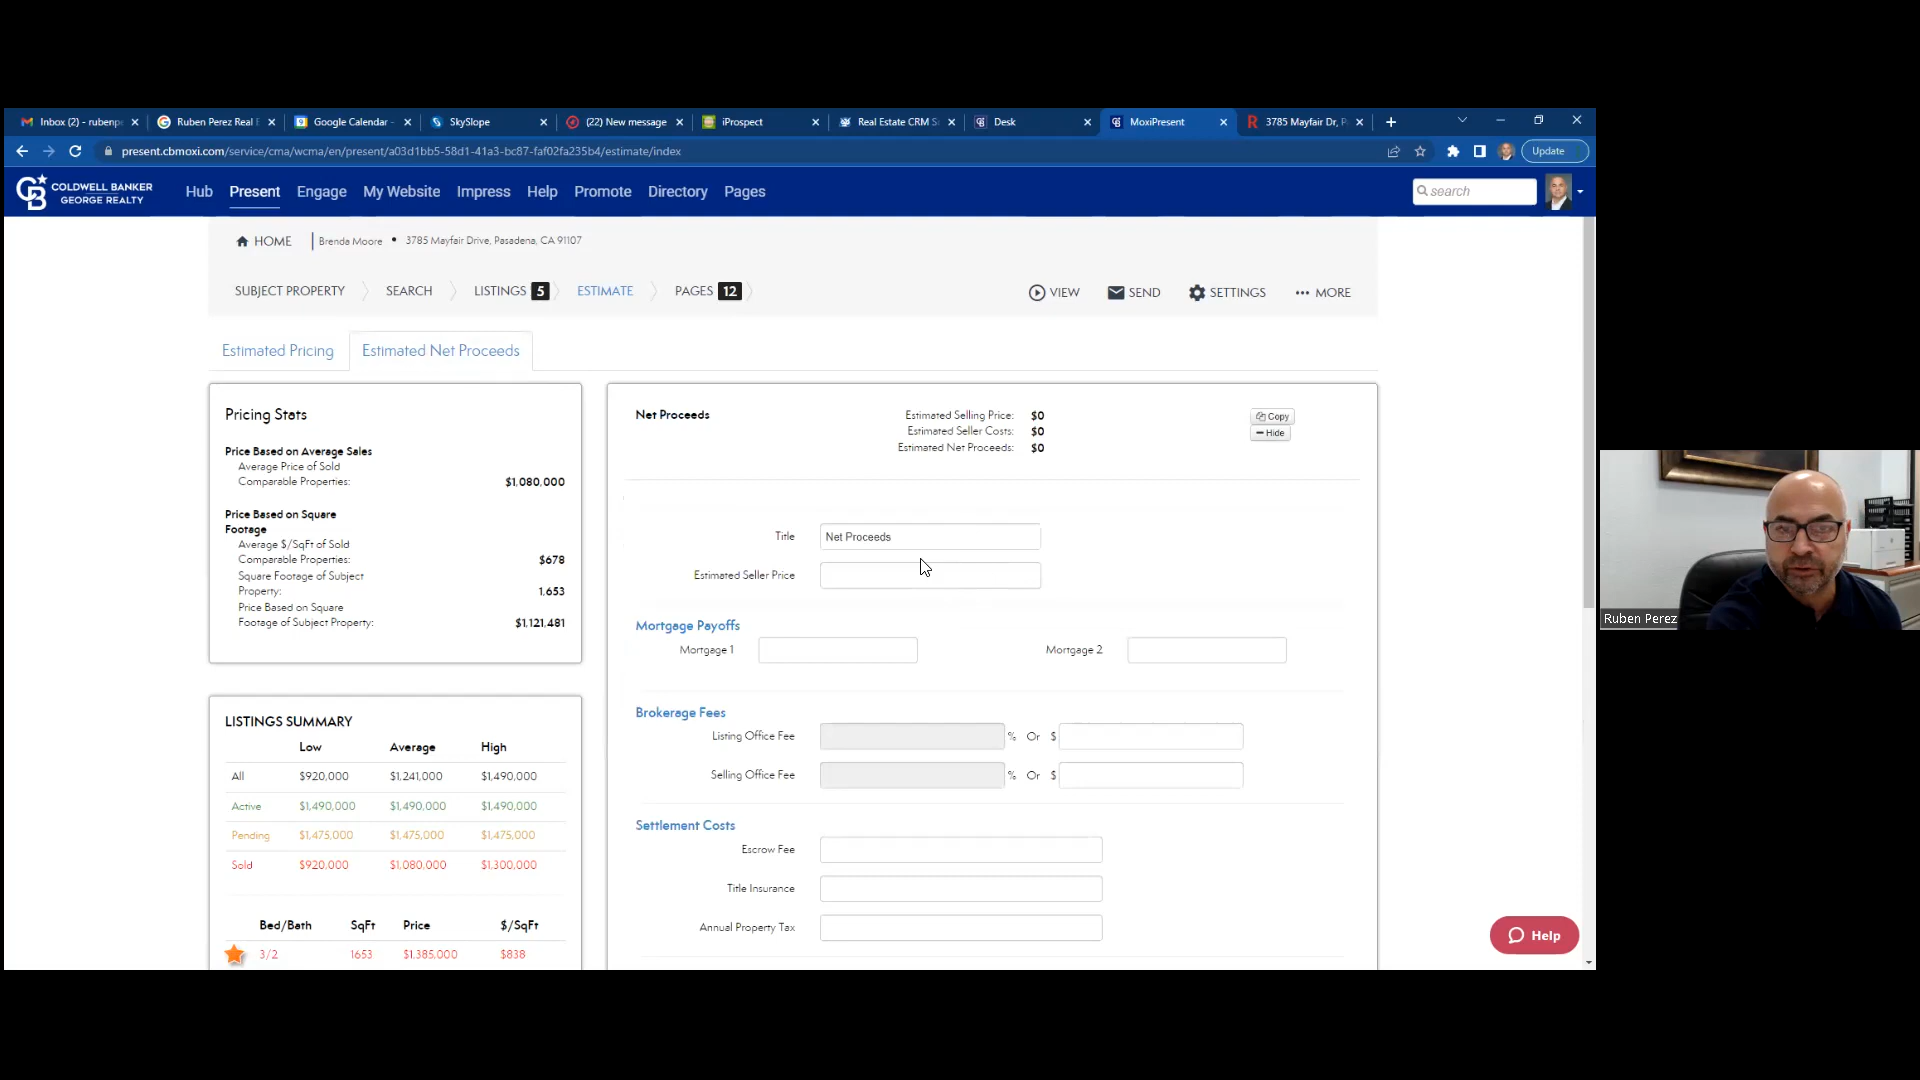 Inbox (2) - rubenp
Ruben Perez Real
Google Calendar -
SkySlope
(22) New message
iProspect
Real Estate CRM S
Desk
MoxiPresent
3785 Mayfair Dr, P
present.cbmoxi.com/service/cma/wcma/en/present/a03d1bb5-58d1-41a3-bc87-faf02fa235b4/estimate/index
Update
COLDWELL BANKER
GEORGE REALTY
Hub Present Engage My Website Impress Help Promote Directory Pages
search
HOME Brenda Moore • 3785 Mayfair Drive, Pasadena, CA 91107
SUBJECT PROPERTY SEARCH LISTINGS 5 ESTIMATE PAGES 12
VIEW SEND SETTINGS ••• MORE
Estimated Pricing Estimated Net Proceeds
Pricing Stats
Price Based on Average Sales
Average Price of Sold
Comparable Properties: $1,080,000
Price Based on Square
Footage
Average $/SqFt of Sold
Comparable Properties: $678
Square Footage of Subject
Property: 1,653
Price Based on Square
Footage of Subject Property: $1,121,481
LISTINGS SUMMARY
Low Average High
All $920,000 $1,241,000 $1,490,000
Active $1,490,000 $1,490,000 $1,490,000
Pending $1,475,000 $1,475,000 $1,475,000
Sold $920,000 $1,080,000 $1,300,000
Bed/Bath SqFt Price $/SqFt
3/2 1653 $1,385,000 $838
Net Proceeds
Estimated Selling Price: $0
Estimated Seller Costs: $0
Estimated Net Proceeds: $0
Copy
Hide
Title Net Proceeds
Estimated Seller Price
Mortgage Payoffs
Mortgage 1 Mortgage 2
Brokerage Fees
Listing Office Fee % Or $
Selling Office Fee % Or $
Settlement Costs
Escrow Fee
Title Insurance
Annual Property Tax
Help
Ruben Perez